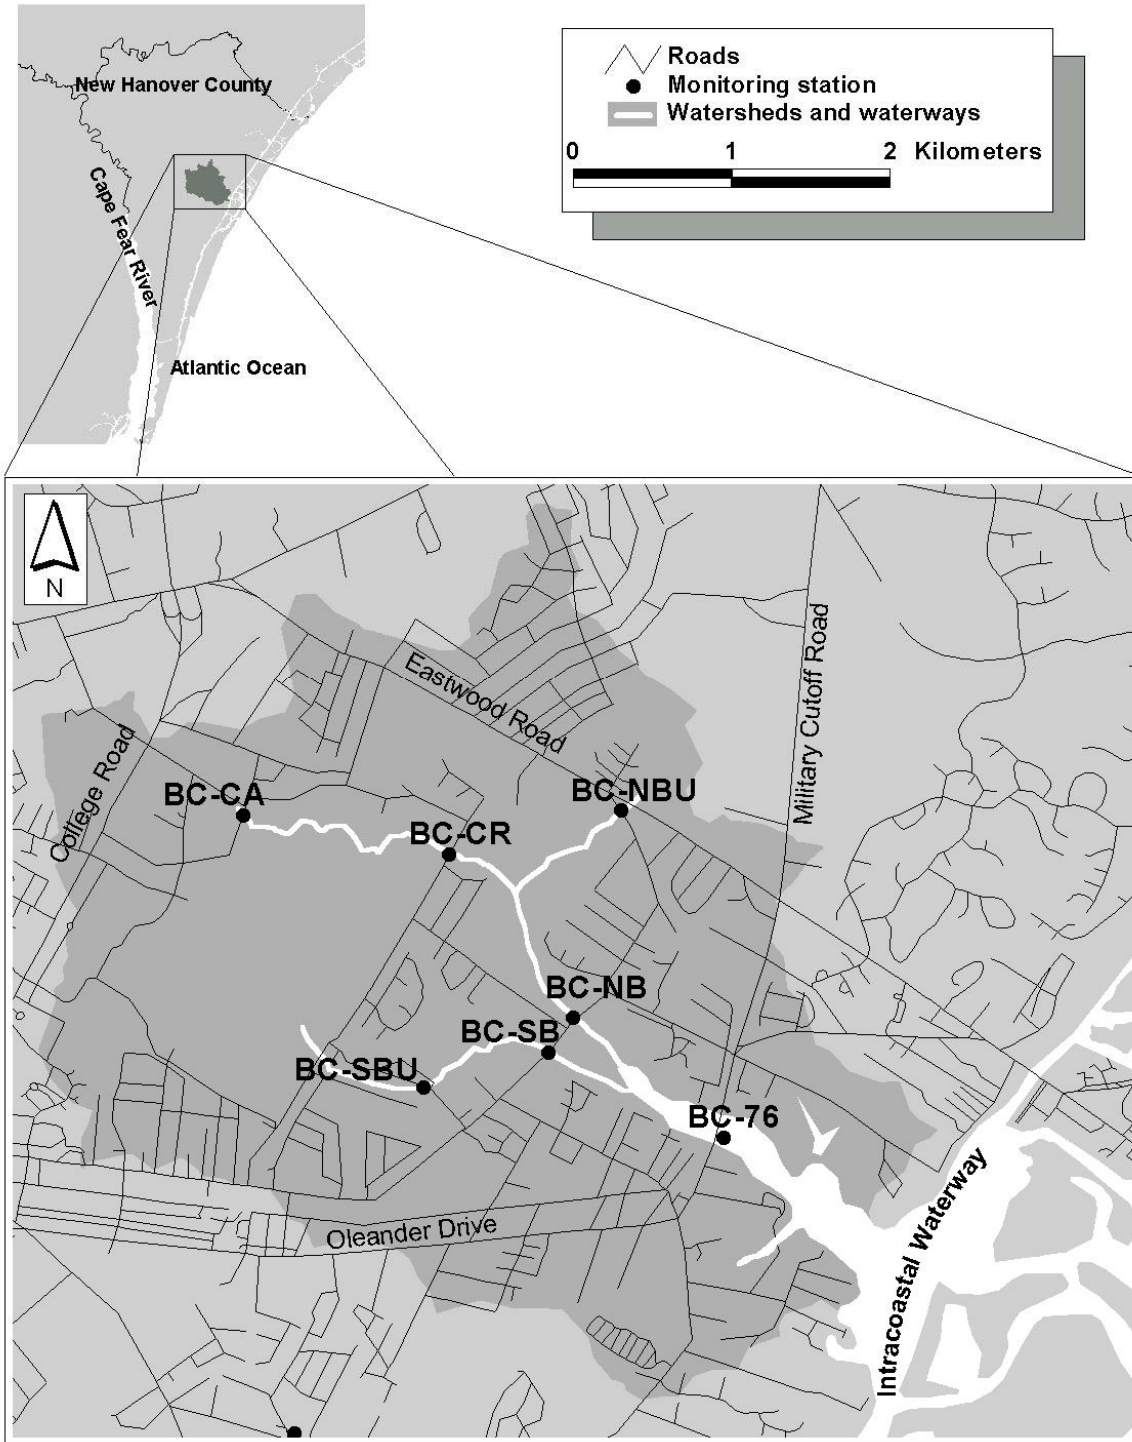 New Hanover County
Cape Fear River
Atlantic Ocean
Roads
Monitoring station
Watersheds and waterways
0 1 2 Kilometers
N
Eastwood Road
Military Cutoff Road
College Road
BC-CA
BC-NBU
BC-CR
BC-NB
BC-SB
BC-SBU
BC-76
Oleander Drive
Intracoastal Waterway